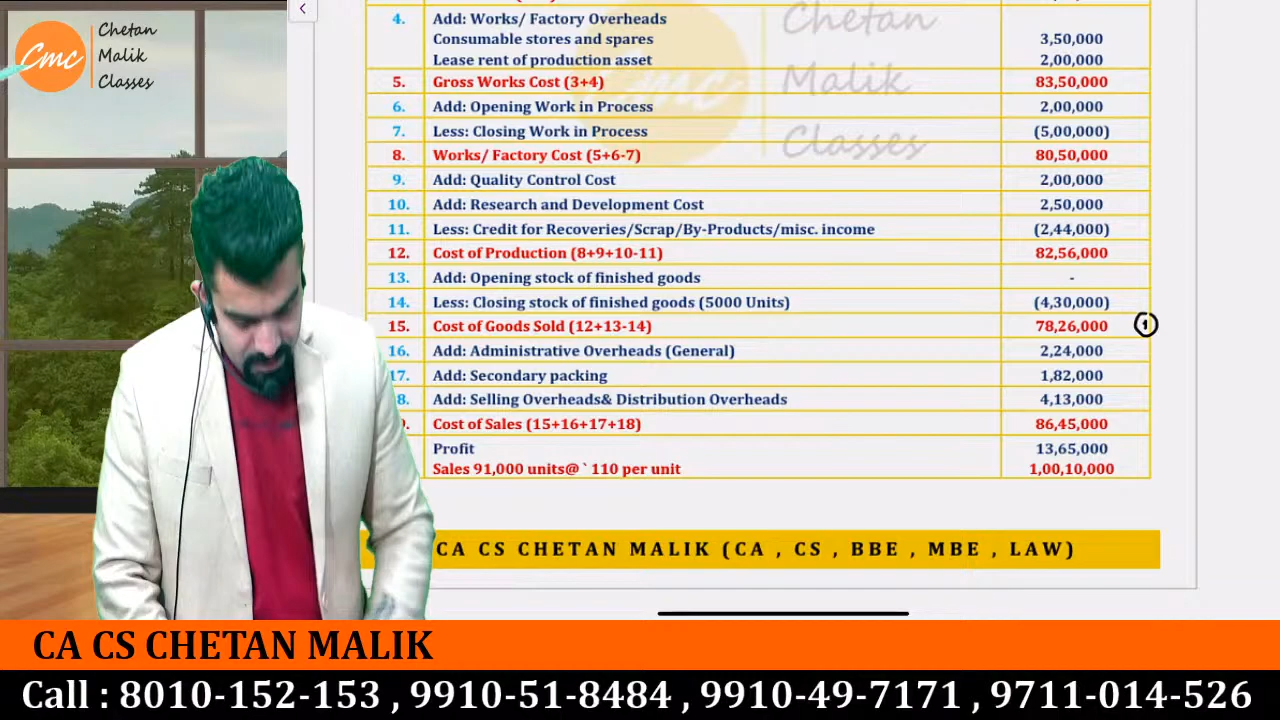 Cmc
Chetan
Malik
Classes
Chetan
Malik
Classes
4. Add: Works/ Factory Overheads
Consumable stores and spares 3,50,000
Lease rent of production asset 2,00,000
5. Gross Works Cost (3+4) 83,50,000
6. Add: Opening Work in Process 2,00,000
7. Less: Closing Work in Process (5,00,000)
8. Works/ Factory Cost (5+6-7) 80,50,000
9. Add: Quality Control Cost 2,00,000
10. Add: Research and Development Cost 2,50,000
11. Less: Credit for Recoveries/Scrap/By-Products/misc. income (2,44,000)
12. Cost of Production (8+9+10-11) 82,56,000
13. Add: Opening stock of finished goods -
14. Less: Closing stock of finished goods (5000 Units) (4,30,000)
15. Cost of Goods Sold (12+13-14) 78,26,000 1
16. Add: Administrative Overheads (General) 2,24,000
17. Add: Secondary packing 1,82,000
8. Add: Selling Overheads& Distribution Overheads 4,13,000
Cost of Sales (15+16+17+18) 86,45,000
Profit 13,65,000
Sales 91,000 units@ ` 110 per unit 1,00,10,000
CA CS CHETAN MALIK (CA , CS , BBE , MBE , LAW)
CA CS CHETAN MALIK
Call : 8010-152-153 , 9910-51-8484 , 9910-49-7171 , 9711-014-526